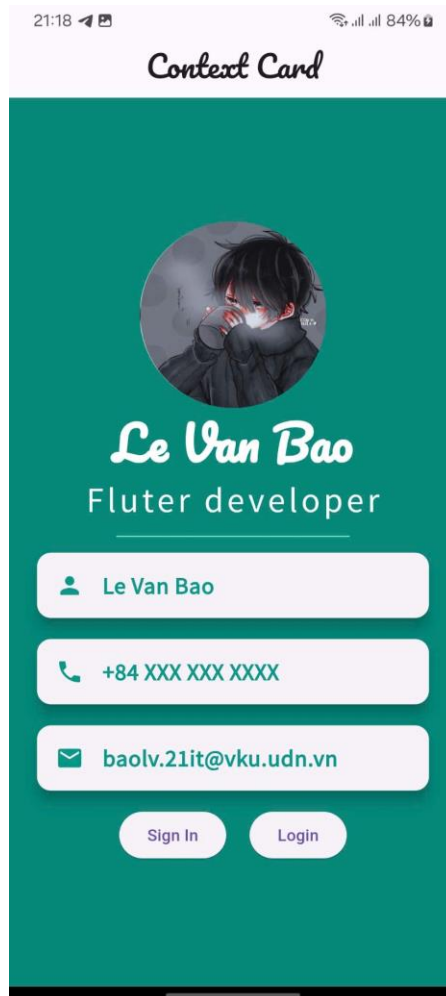 21:18
84%
Context Card
Le Van Bao
Fluter developer
Le Van Bao
+84 XXX XXX XXXX
baolv.21it@vku.udn.vn
Sign In Login